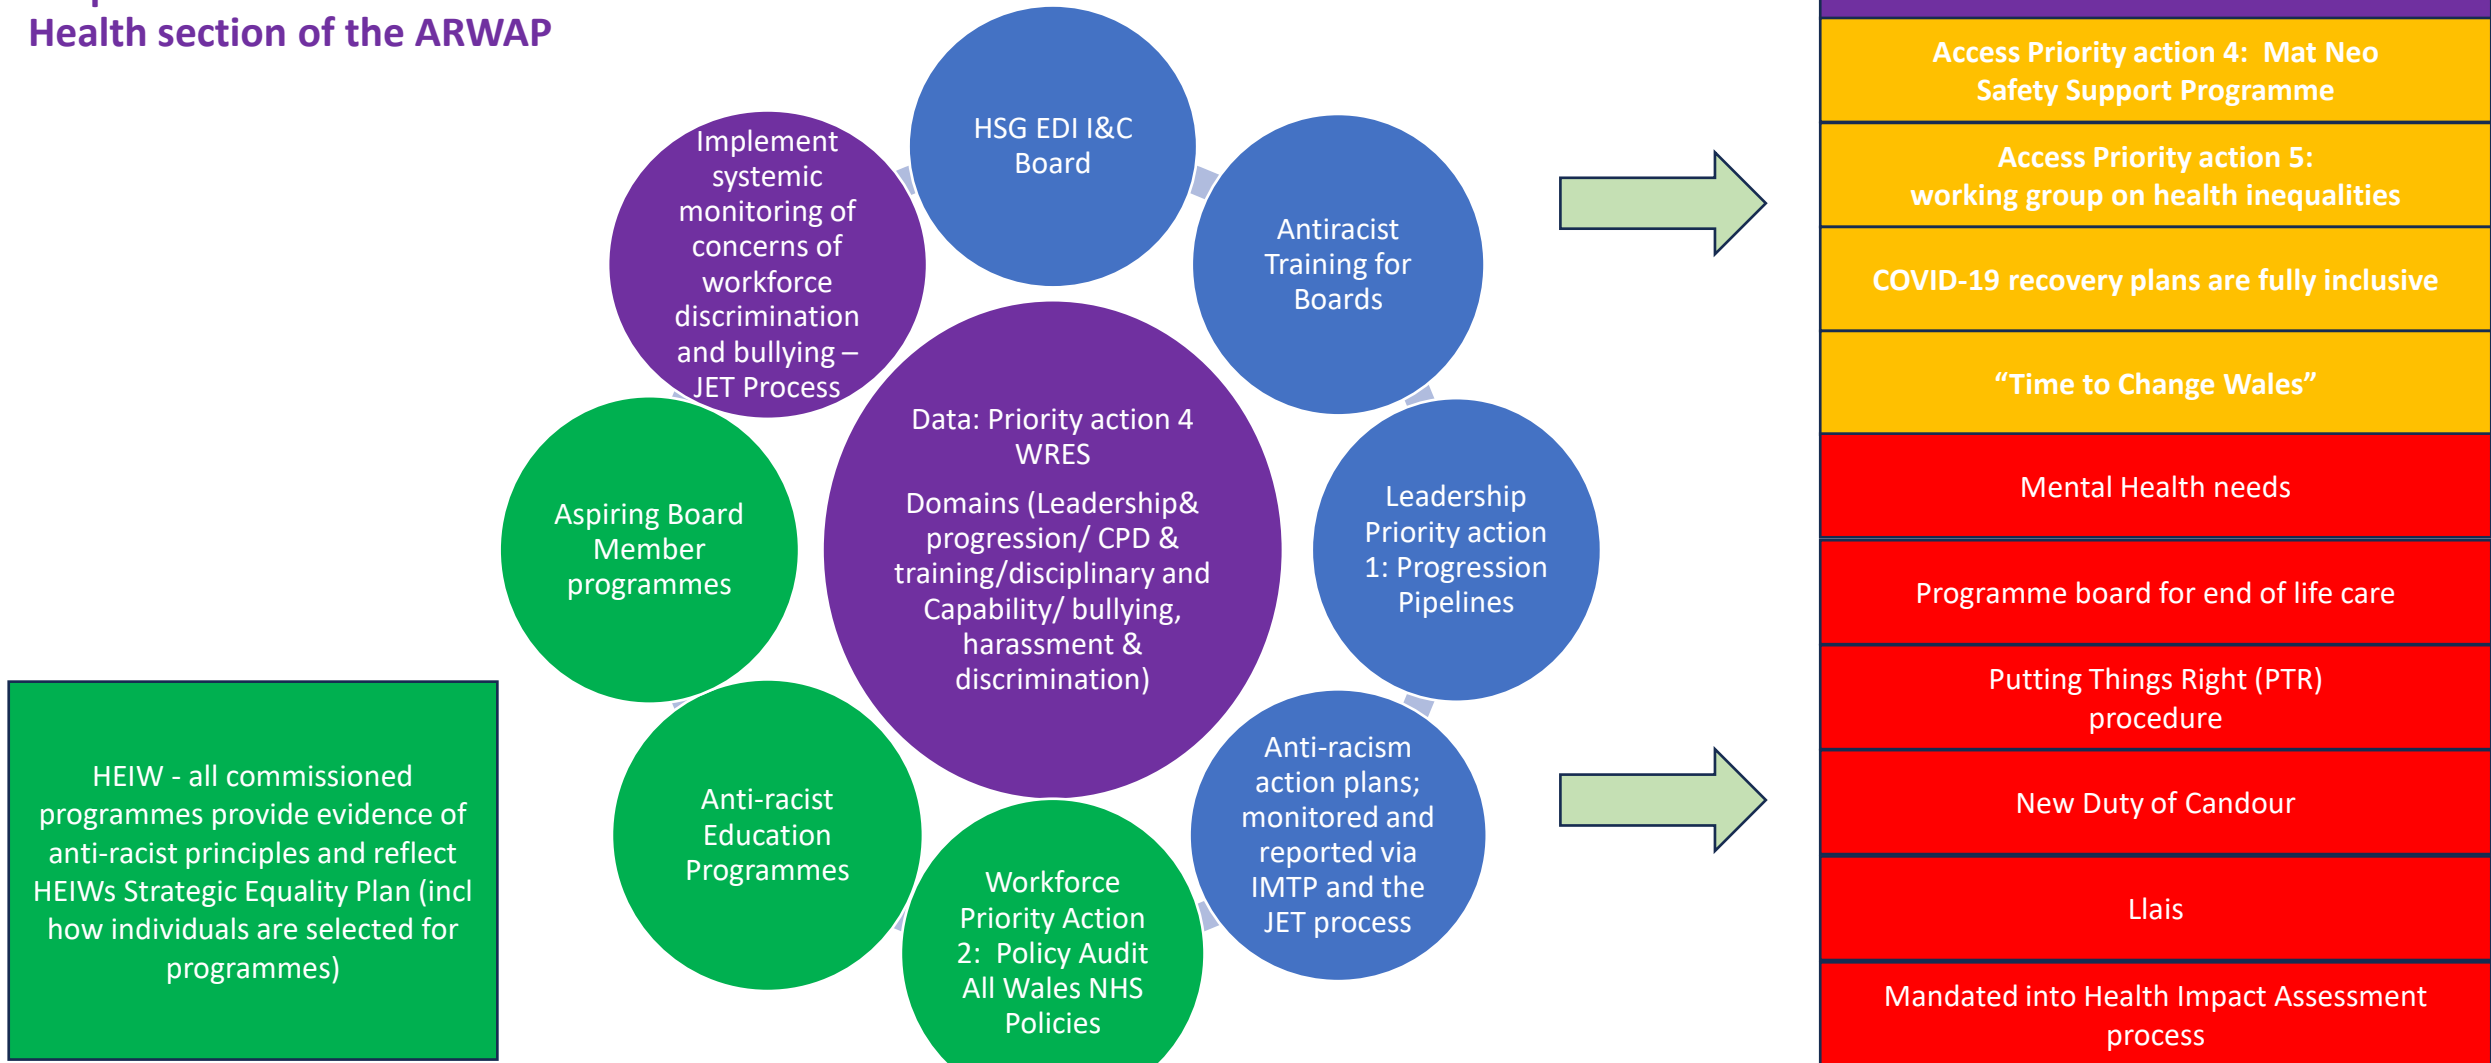 Health section of the ARWAP
HSG EDI I&C
Board
Antiracist
Training for
Boards
Leadership
Priority action
1: Progression
Pipelines
Anti-racism
action plans;
monitored and
reported via
IMTP and the
JET process
Workforce
Priority Action
2: Policy Audit
All Wales NHS
Policies
Anti-racist
Education
Programmes
Aspiring Board
Member
programmes
Implement
systemic
monitoring of
concerns of
workforce
discrimination
and bullying –
JET Process
Data: Priority action 4
WRES
Domains (Leadership&
progression/ CPD &
training/disciplinary and
Capability/ bullying,
harassment &
discrimination)
HEIW - all commissioned
programmes provide evidence of
anti-racist principles and reflect
HEIWs Strategic Equality Plan (incl
how individuals are selected for
programmes)
Access Priority action 4: Mat Neo
Safety Support Programme
Access Priority action 5:
working group on health inequalities
COVID-19 recovery plans are fully inclusive
“Time to Change Wales”
Mental Health needs
Programme board for end of life care
Putting Things Right (PTR)
procedure
New Duty of Candour
Llais
Mandated into Health Impact Assessment
process